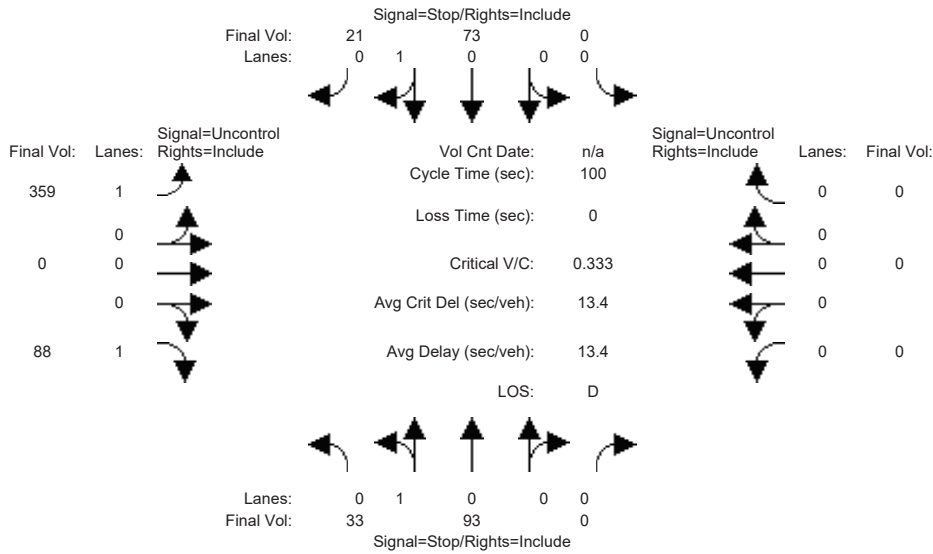 Signal=Stop/Rights=Include
Final Vol: 21 73 0
Lanes: 0 1 0 0 0
Signal=Uncontrol
Final Vol: Lanes: Rights=Include
Vol Cnt Date: n/a
Signal=Uncontrol
Rights=Include Lanes: Final Vol:
Cycle Time (sec): 100
359 1
0 0
Loss Time (sec): 0
0
0
0 0
Critical V/C: 0.333
0 0
0
Avg Crit Del (sec/veh): 13.4
0
88 1
Avg Delay (sec/veh): 13.4
0 0
LOS: D
Lanes: 0 1 0 0 0
Final Vol: 33 93 0
Signal=Stop/Rights=Include